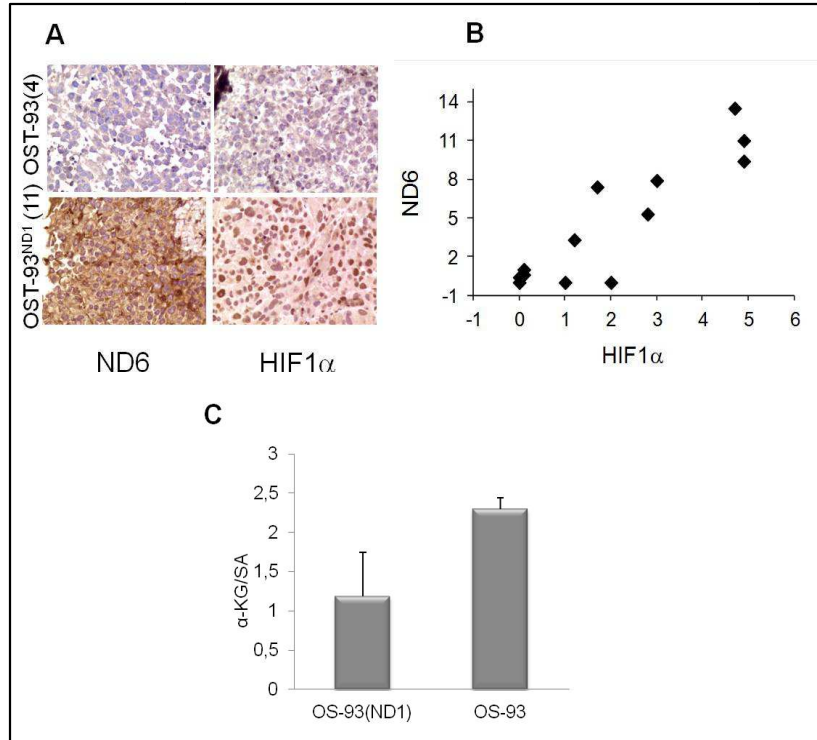 A
OST-93(4)
OST-93ND1 (11)
ND6
HIF1α
B
ND6
14
11
8
5
2
-1
-1
0
1
2
3
4
5
6
HIF1α
C
α-KG/SA
3
2,5
2
1,5
1
0,5
0
OS-93(ND1)
OS-93